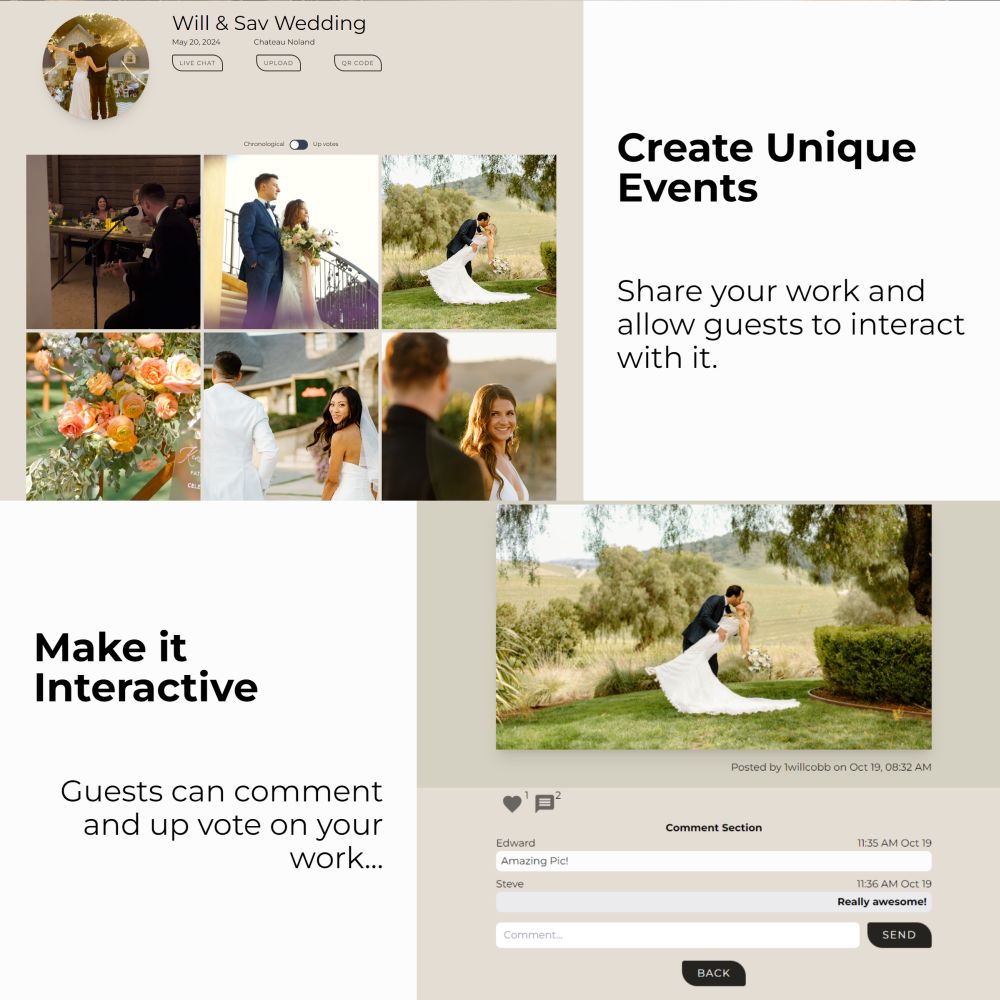 Will & Sav Wedding
May 20, 2024 Chateau Noland
LIVE CHAT UPLOAD QR CODE
Chronological Up votes
Create Unique
Events
Share your work and
allow guests to interact
with it.
Make it
Interactive
Guests can comment
and up vote on your
work...
Posted by 1willcobb on Oct 19, 08:32 AM
1 2
Comment Section
Edward 11:35 AM Oct 19
Amazing Pic!
Steve 11:36 AM Oct 19
Really awesome!
Comment... SEND
BACK